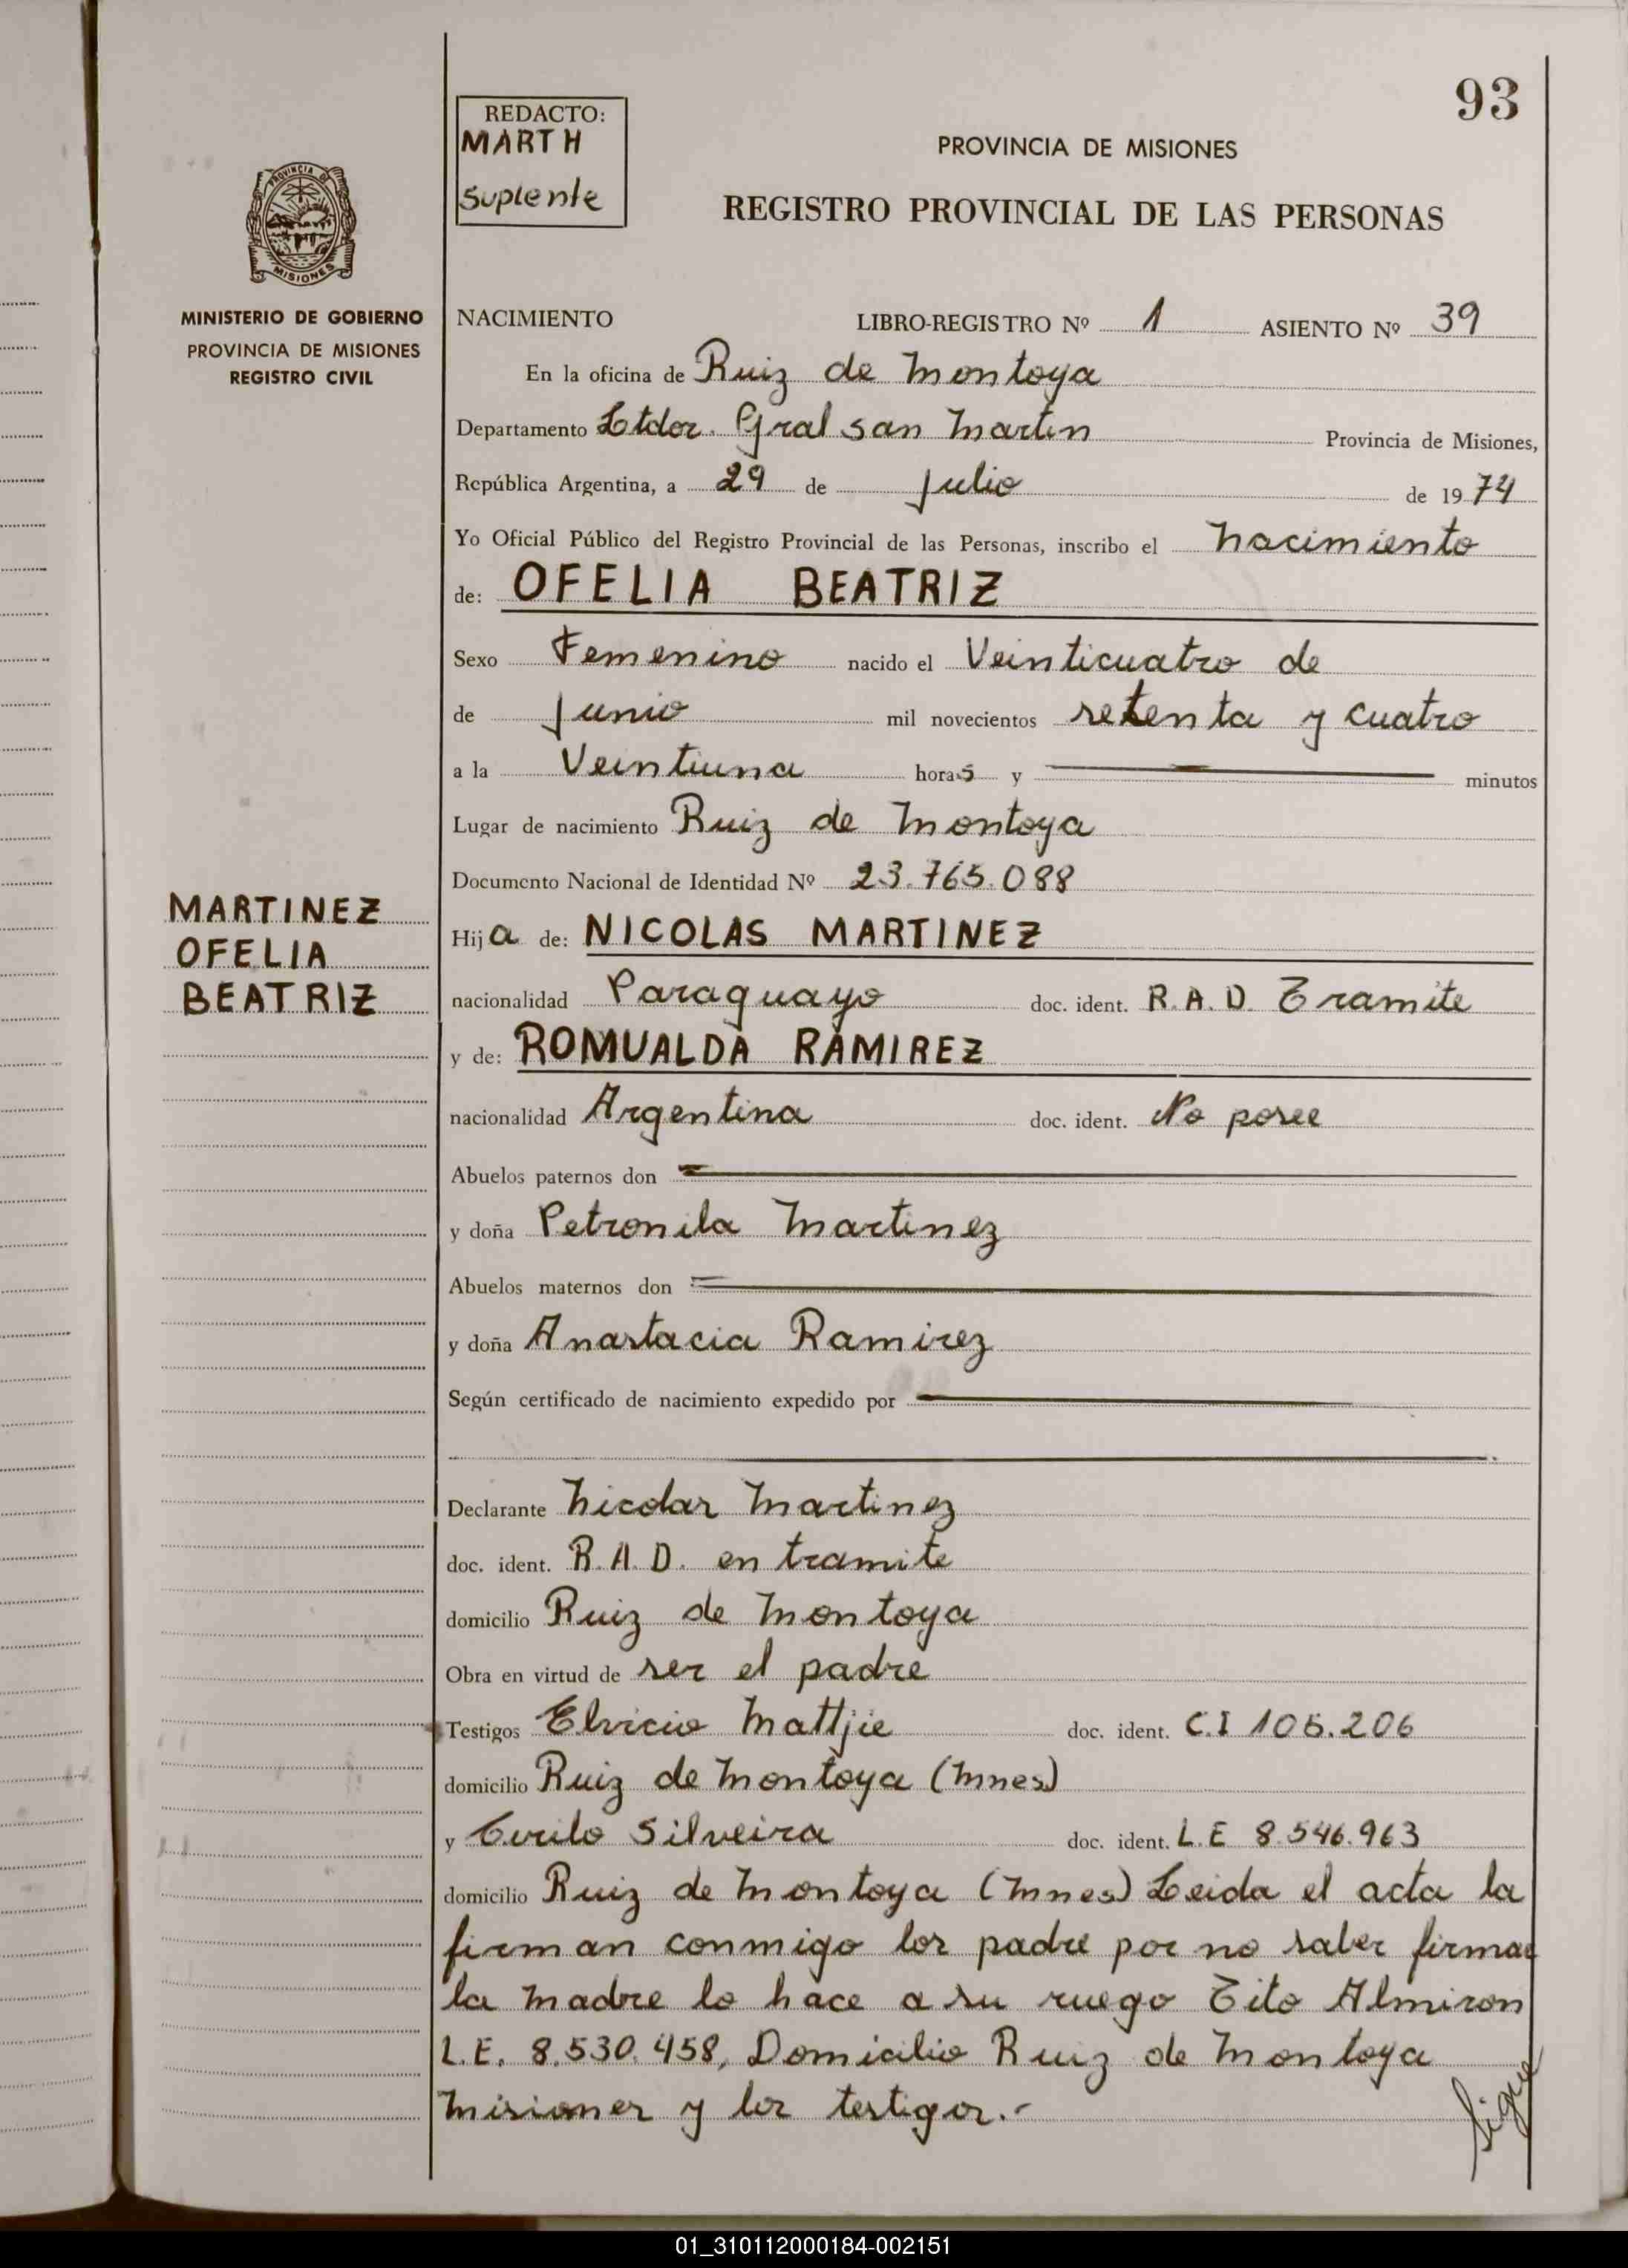 93
REDACTO:
MARTH
suplente
PROVINCIA DE MISIONES
REGISTRO PROVINCIAL DE LAS PERSONAS
PROVINCIA DE
MISIONES
MINISTERIO DE GOBIERNO
PROVINCIA DE MISIONES
REGISTRO CIVIL
NACIMIENTO LIBRO-REGISTRO Nº 1 ASIENTO Nº 39
En la oficina de Ruiz de Montoya
Departamento Ltdor. Gral san Martin Provincia de Misiones,
República Argentina, a 29 de Julio de 1974
Yo Oficial Público del Registro Provincial de las Personas, inscribo el nacimiento
de: OFELIA BEATRIZ
Sexo Femenino nacido el Veinticuatro de
de Junio mil novecientos setenta y cuatro
a la Veintiuna horas y minutos
Lugar de nacimiento Ruiz de Montoya
Documento Nacional de Identidad Nº 23.765.088
MARTINEZ
OFELIA
BEATRIZ
Hija de: NICOLAS MARTINEZ
nacionalidad Paraguayo doc. ident. R.A.D. Tramite
y de: ROMUALDA RAMIREZ
nacionalidad Argentina doc. ident. No posee
Abuelos paternos don
y doña Petronila Martinez
Abuelos maternos don
y doña Anastacia Ramirez
Según certificado de nacimiento expedido por
Declarante Nicolas Martinez
doc. ident. R.A.D. en tramite
domicilio Ruiz de Montoya
Obra en virtud de ser el padre
Testigos Elvicio Mattjie doc. ident. C.I 105.206
domicilio Ruiz de Montoya (Mnes)
y Cirilo Silveira doc. ident. L.E 8.546.963
domicilio Ruiz de Montoya (Mnes) Leida el acta la
firman conmigo los padre por no saber firmar
la Madre lo hace a su ruego Tito Almiron
L.E. 8.530.458, Domicilio Ruiz de Montoya
Misiones y los testigos.-
Sigue
01_310112000184-002151